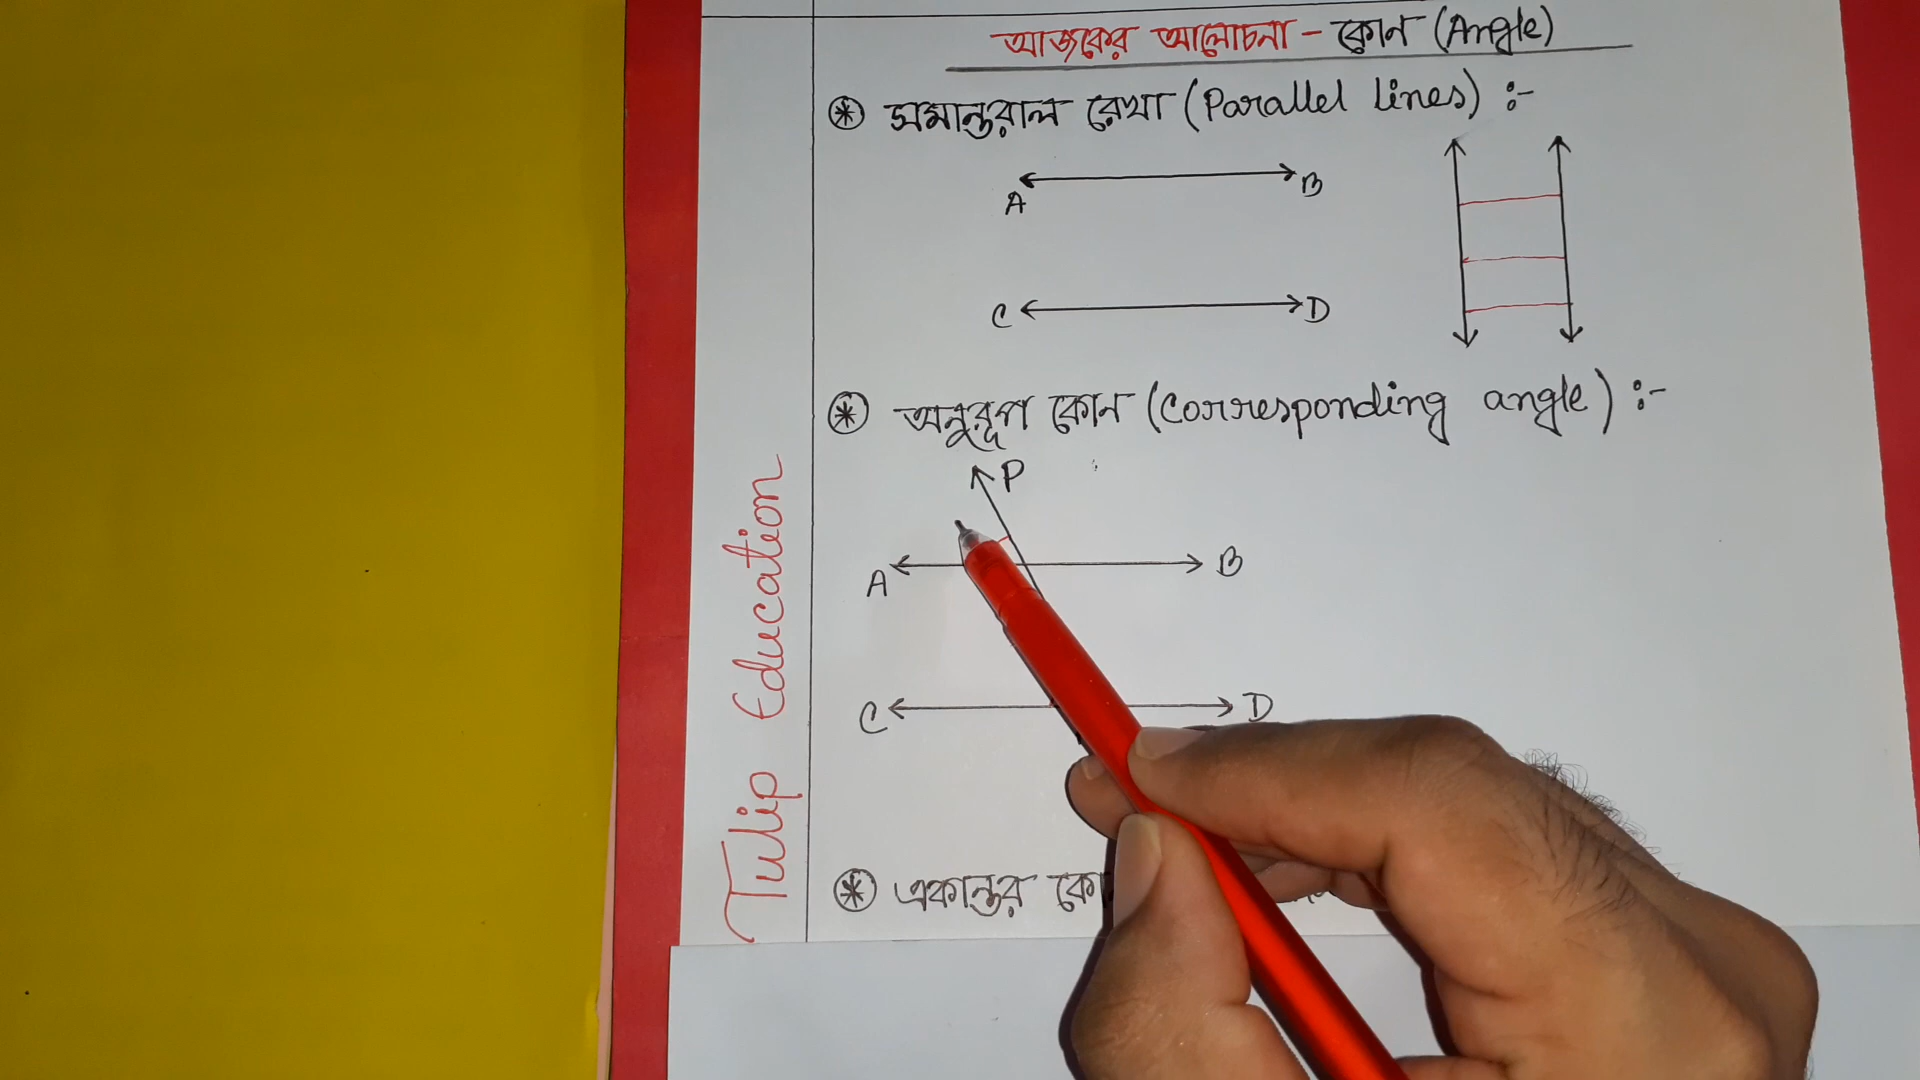 আজকের আলোচনা - কোন (Angle)
সমান্তরাল রেখা (Parallel lines) :-
A B
C D
অনুরূপ কোন (Corresponding angle) :-
P
A B
C D
একান্তর
Tulip Education